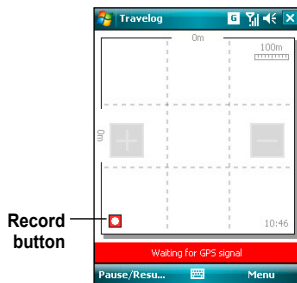 Travelog
G
0m
100m
0m
Record
button
10:46
Waiting for GPS signal
Pause/Resu...
Menu